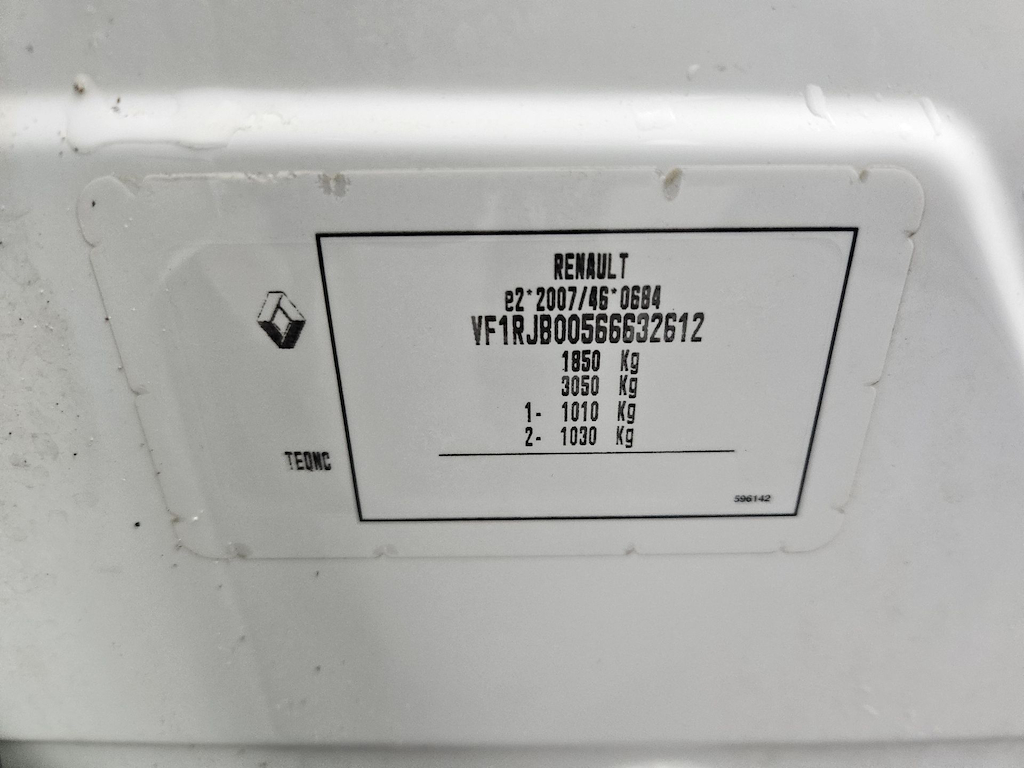 RENAULT
e2*2007/46*0684
VF1RJB00566632612
1850 Kg
3050 Kg
1- 1010 Kg
2- 1030 Kg
TEQNC
596142